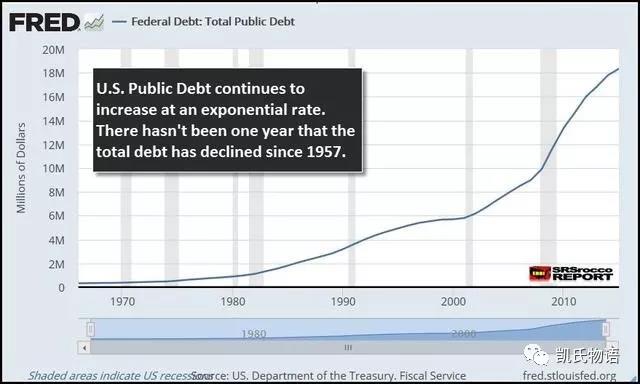 FRED
Federal Debt: Total Public Debt
20M
18M
16M
14M
12M
10M
8M
6M
4M
2M
0
Millions of Dollars
U.S. Public Debt continues to
increase at an exponential rate.
There hasn't been one year that the
total debt has declined since 1957.
SRSrocco
REPORT
1970
1980
1990
2000
2010
1980
2000
Shaded areas indicate US recessions
Source: US. Department of the Treasury. Fiscal Service
fred.stlouisfed.org
凯氏物语